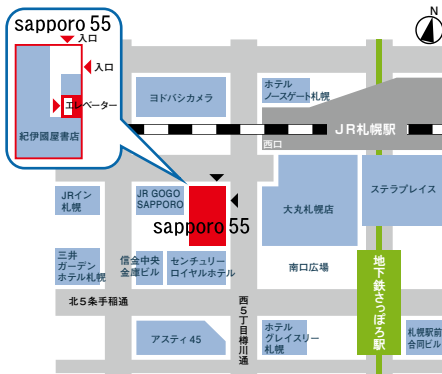 sapporo 55
入口
入口
エレベーター
紀伊國屋書店
N
ヨドバシカメラ
ホテル
ノースゲート札幌
JR札幌駅
西口
JRイン
札幌
JR GOGO
SAPPORO
sapporo 55
大丸札幌店
ステラプレイス
三井
ガーデン
ホテル札幌
信金中央
金庫ビル
センチュリー
ロイヤルホテル
南口広場
地下鉄さっぽろ駅
北5条手稲通
西5丁目樽川通
アスティ45
ホテル
グレイスリー
札幌
札幌駅前
合同ビル